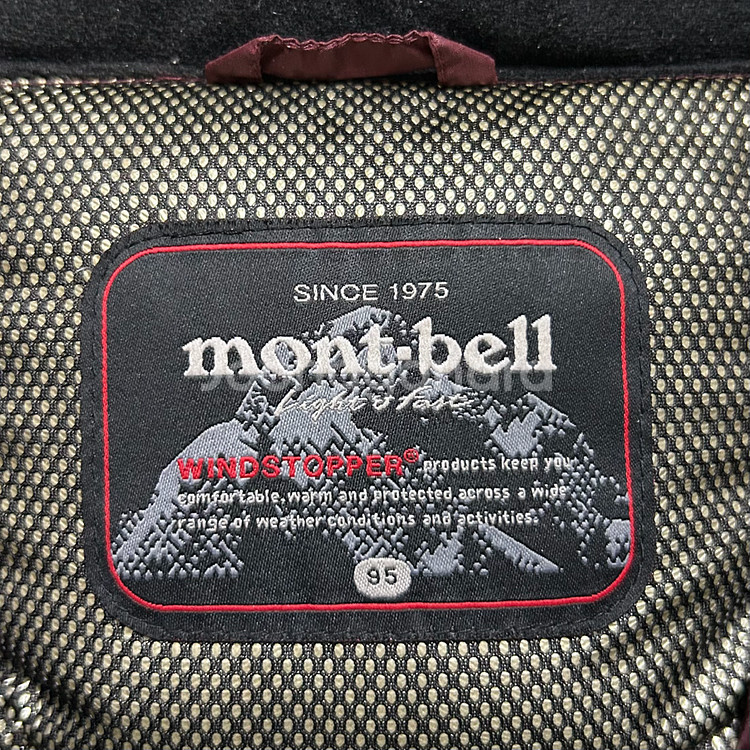 SINCE 1975
mont-bell
Light & Fast
WINDSTOPPER® products keep you
comfortable, warm and protected across a wide
range of weather conditions and activities.
95